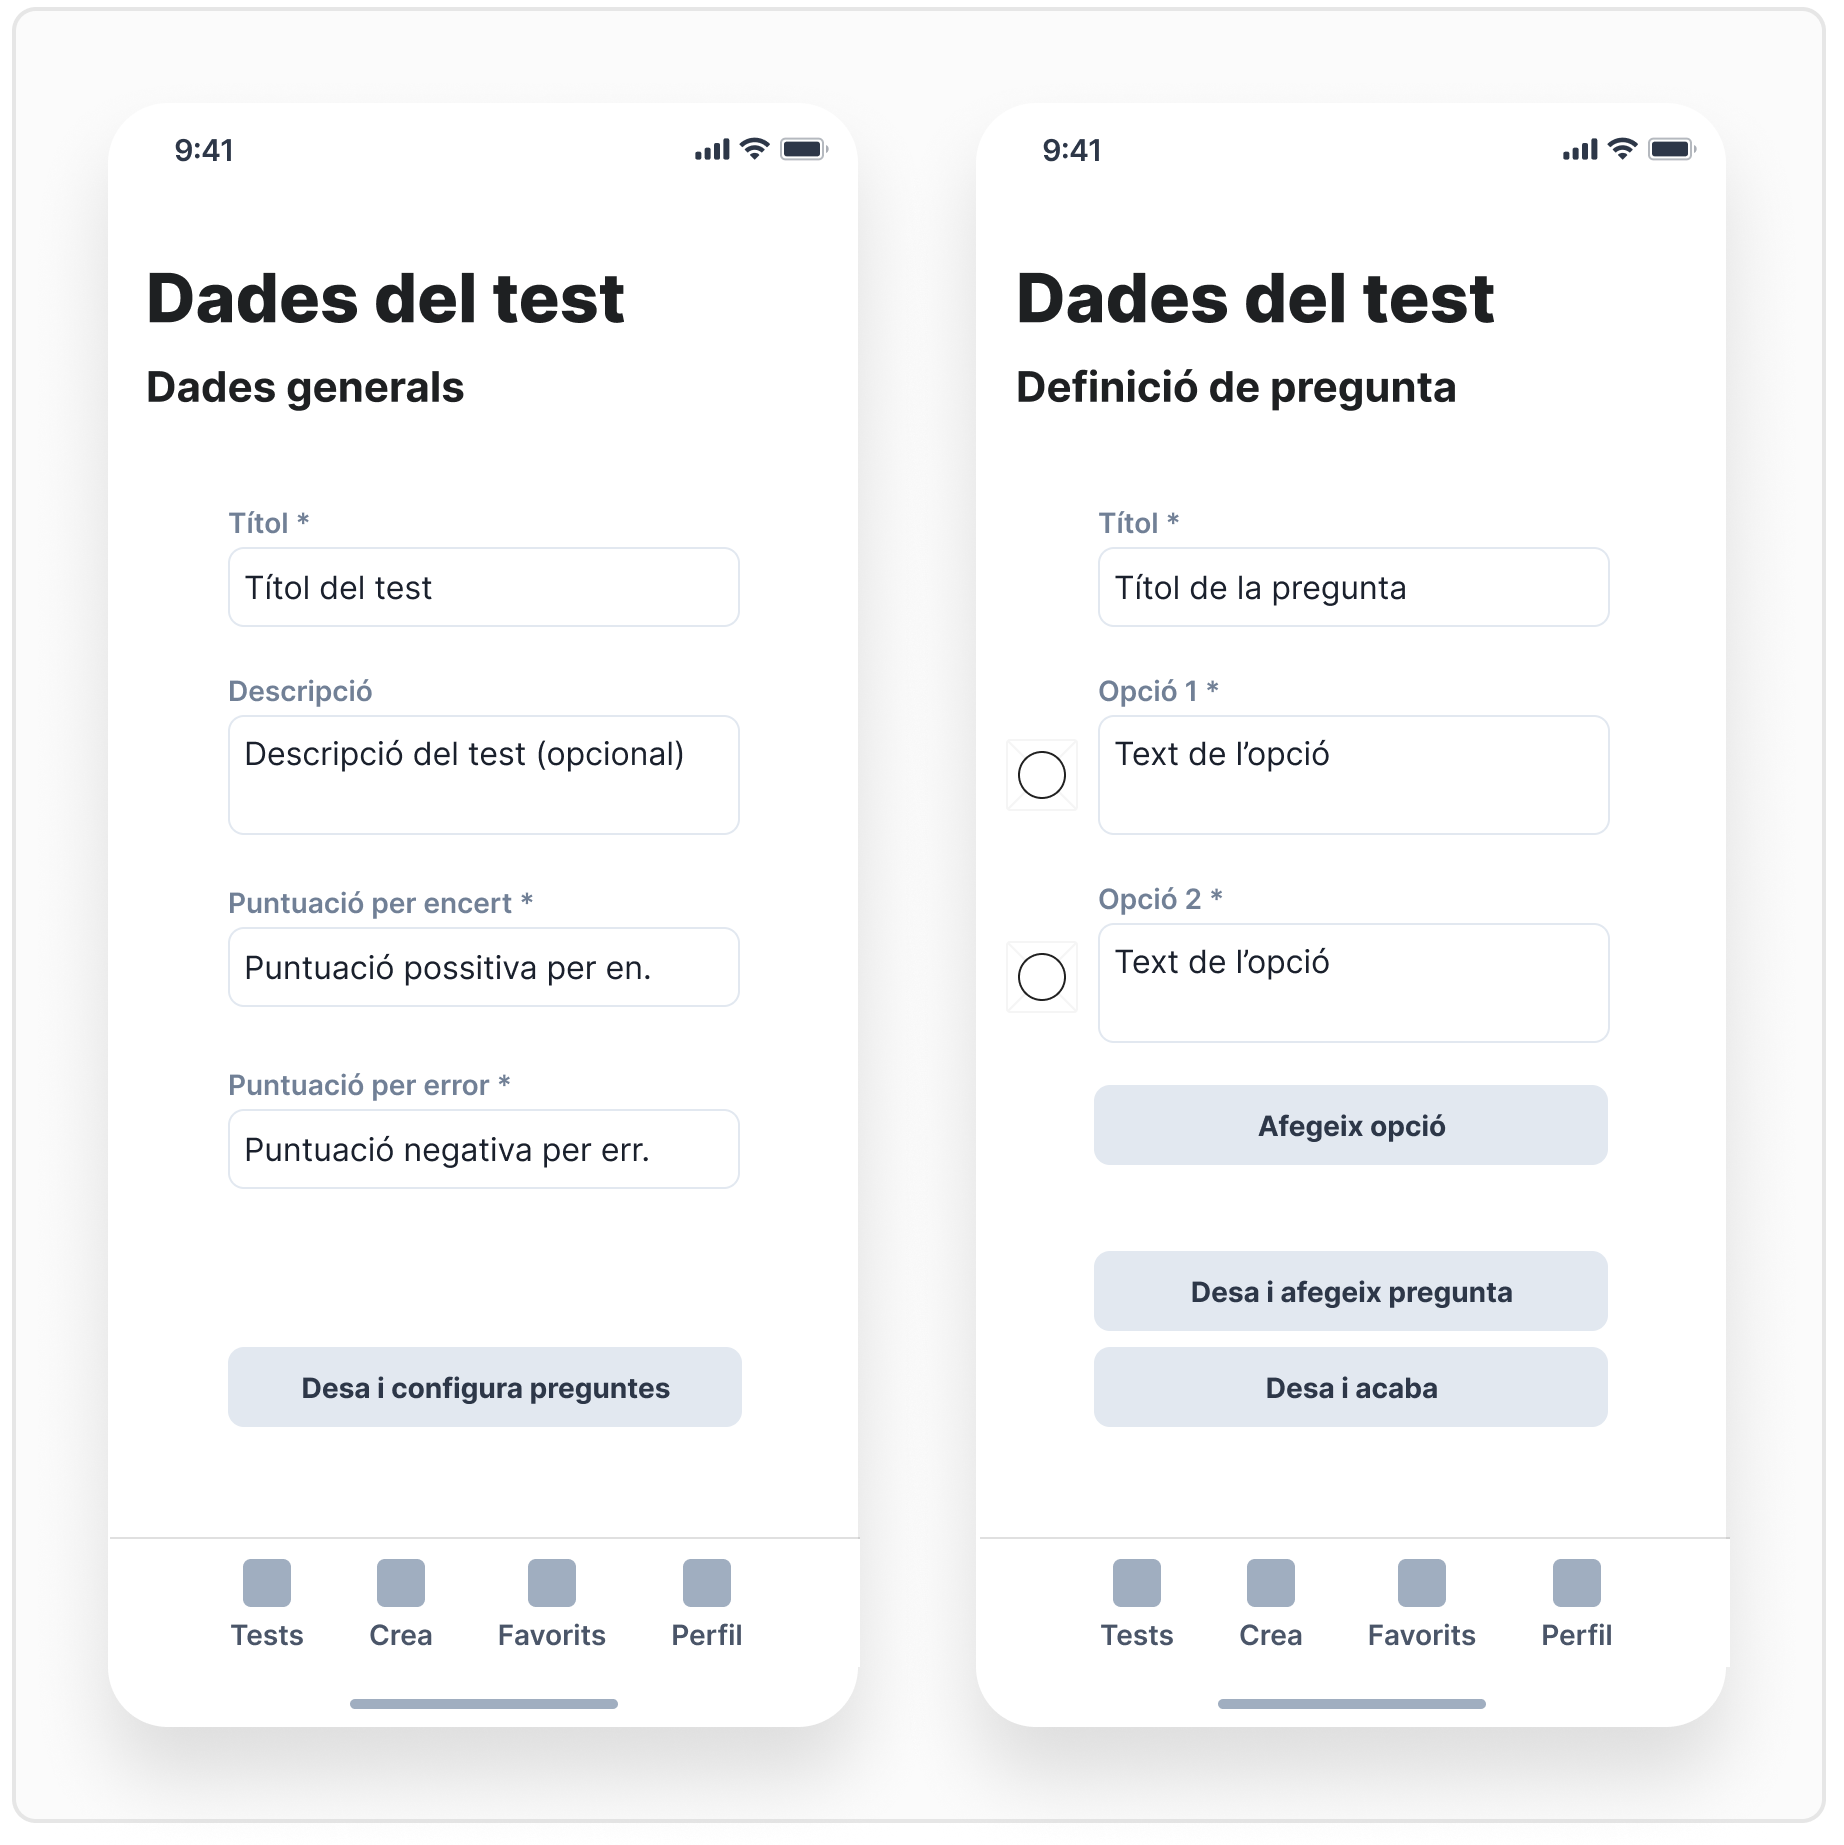 9:41
Dades del test
Dades generals
Títol *
Títol del test
Descripció
Descripció del test (opcional)
Puntuació per encert *
Puntuació possitiva per en.
Puntuació per error *
Puntuació negativa per err.
Desa i configura preguntes
Tests Crea Favorits Perfil
9:41
Dades del test
Definició de pregunta
Títol *
Títol de la pregunta
Opció 1 *
Text de l’opció
Opció 2 *
Text de l’opció
Afegeix opció
Desa i afegeix pregunta
Desa i acaba
Tests Crea Favorits Perfil